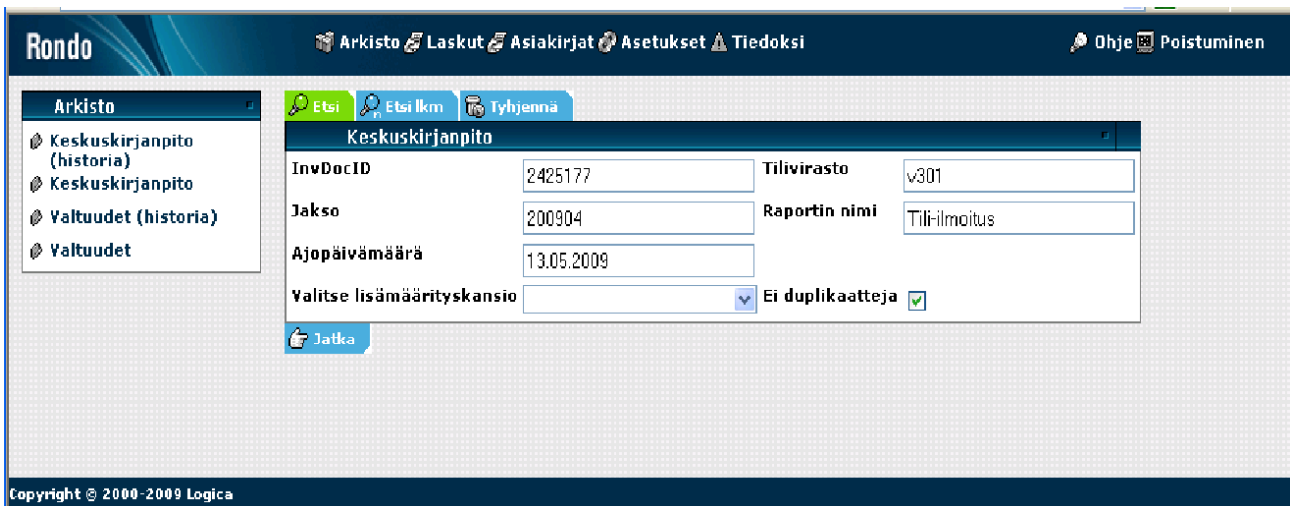 Rondo
Arkisto Laskut Asiakirjat Asetukset Tiedoksi
Ohje Poistuminen
Arkisto
Keskuskirjanpito
(historia)
Keskuskirjanpito
Valtuudet (historia)
Valtuudet
Etsi Etsi lkm Tyhjennä
Keskuskirjanpito
InvDocID 2425177 Tilivirasto v301
Jakso 200904 Raportin nimi Tili-ilmoitus
Ajopäivämäärä 13.05.2009
Valitse lisämäärityskansio Ei duplikaatteja
Jatka
Copyright © 2000-2009 Logica